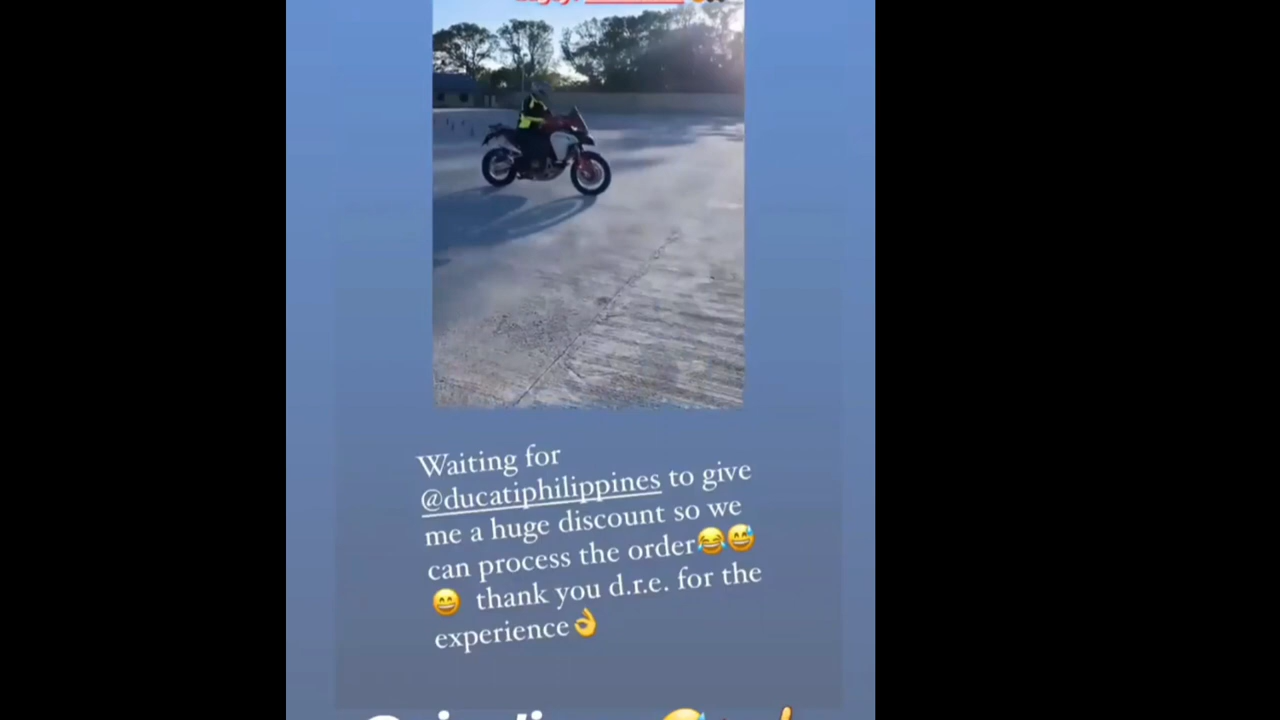 Waiting for
@ducatiphilippines to give
me a huge discount so we
can process the order😂😅
😄 thank you d.r.e. for the
experience👌